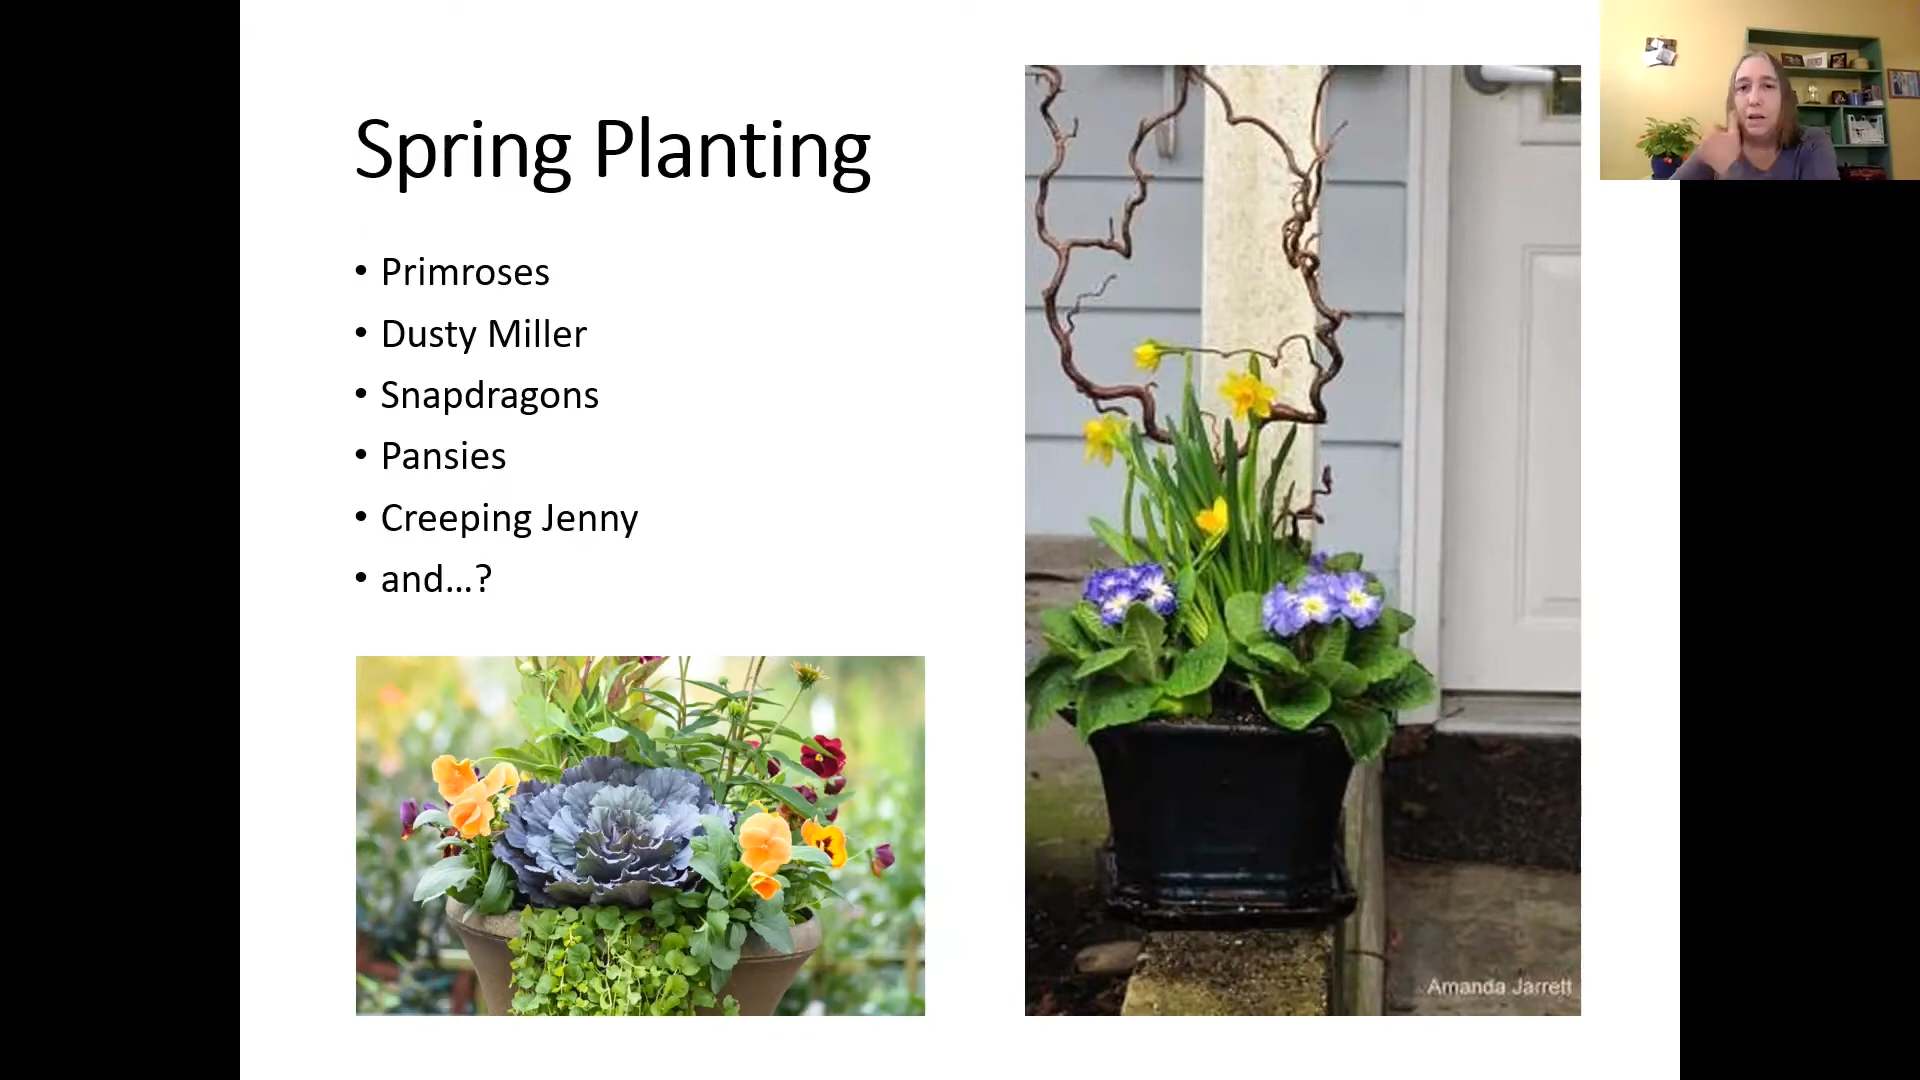 Spring Planting
• Primroses
• Dusty Miller
• Snapdragons
• Pansies
• Creeping Jenny
• and...?
Amanda Jarrett